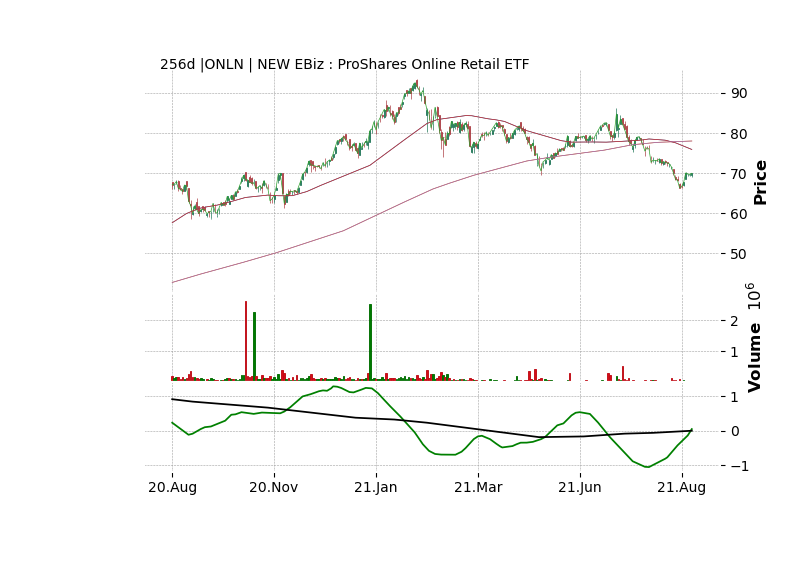 256d |ONLN | NEW EBiz : ProShares Online Retail ETF
90
80
70
60
50
Price
2
1
Volume 10^6
1
0
−1
20.Aug 20.Nov 21.Jan 21.Mar 21.Jun 21.Aug